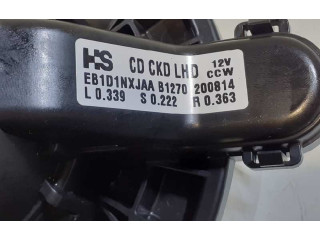 HS CD CKD LHD 12V CCW
EB1D1NXJAA B1270 200814
L 0.339 S 0.222 R 0.363